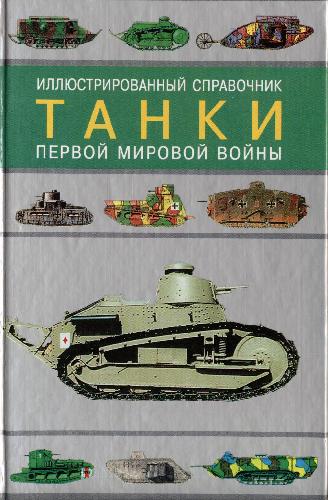 ИЛЛЮСТРИРОВАННЫЙ СПРАВОЧНИК
ТАНКИ
ПЕРВОЙ МИРОВОЙ ВОЙНЫ